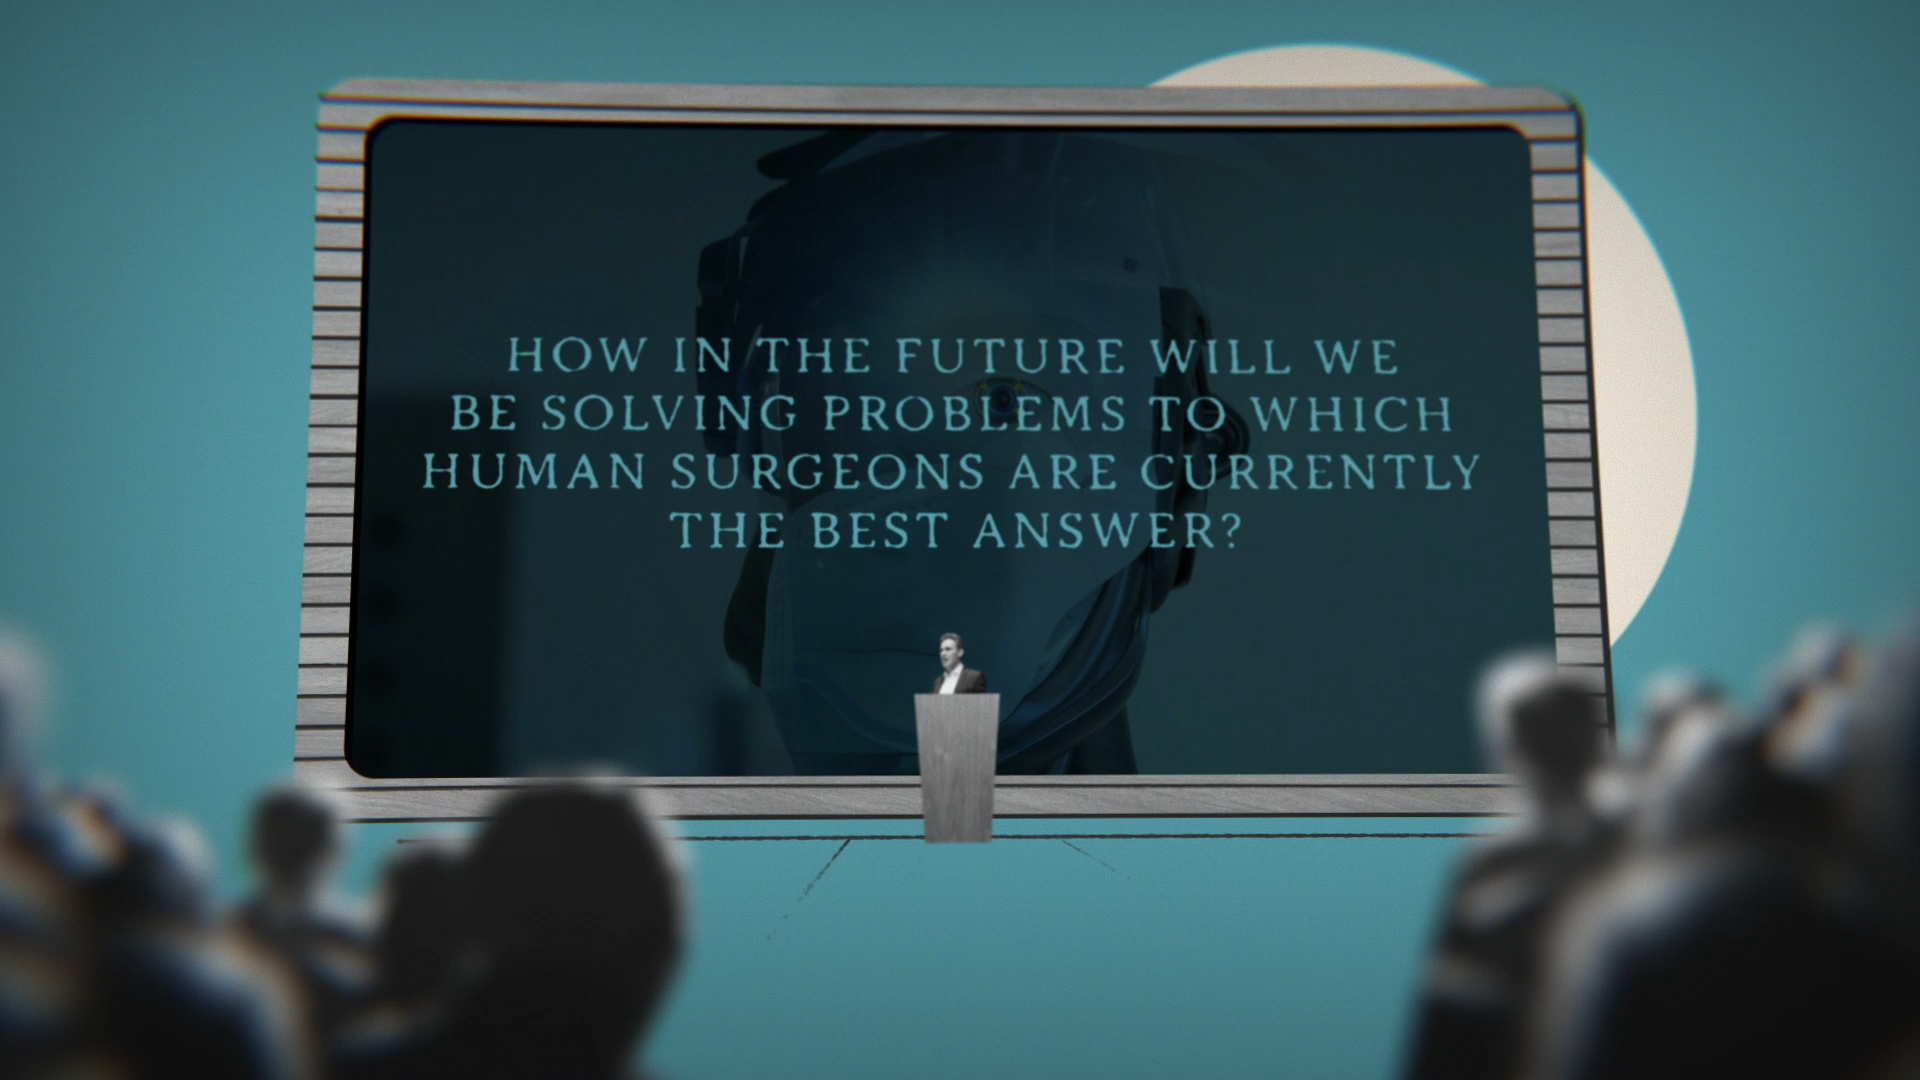 HOW IN THE FUTURE WILL WE
BE SOLVING PROBLEMS TO WHICH
HUMAN SURGEONS ARE CURRENTLY
THE BEST ANSWER?